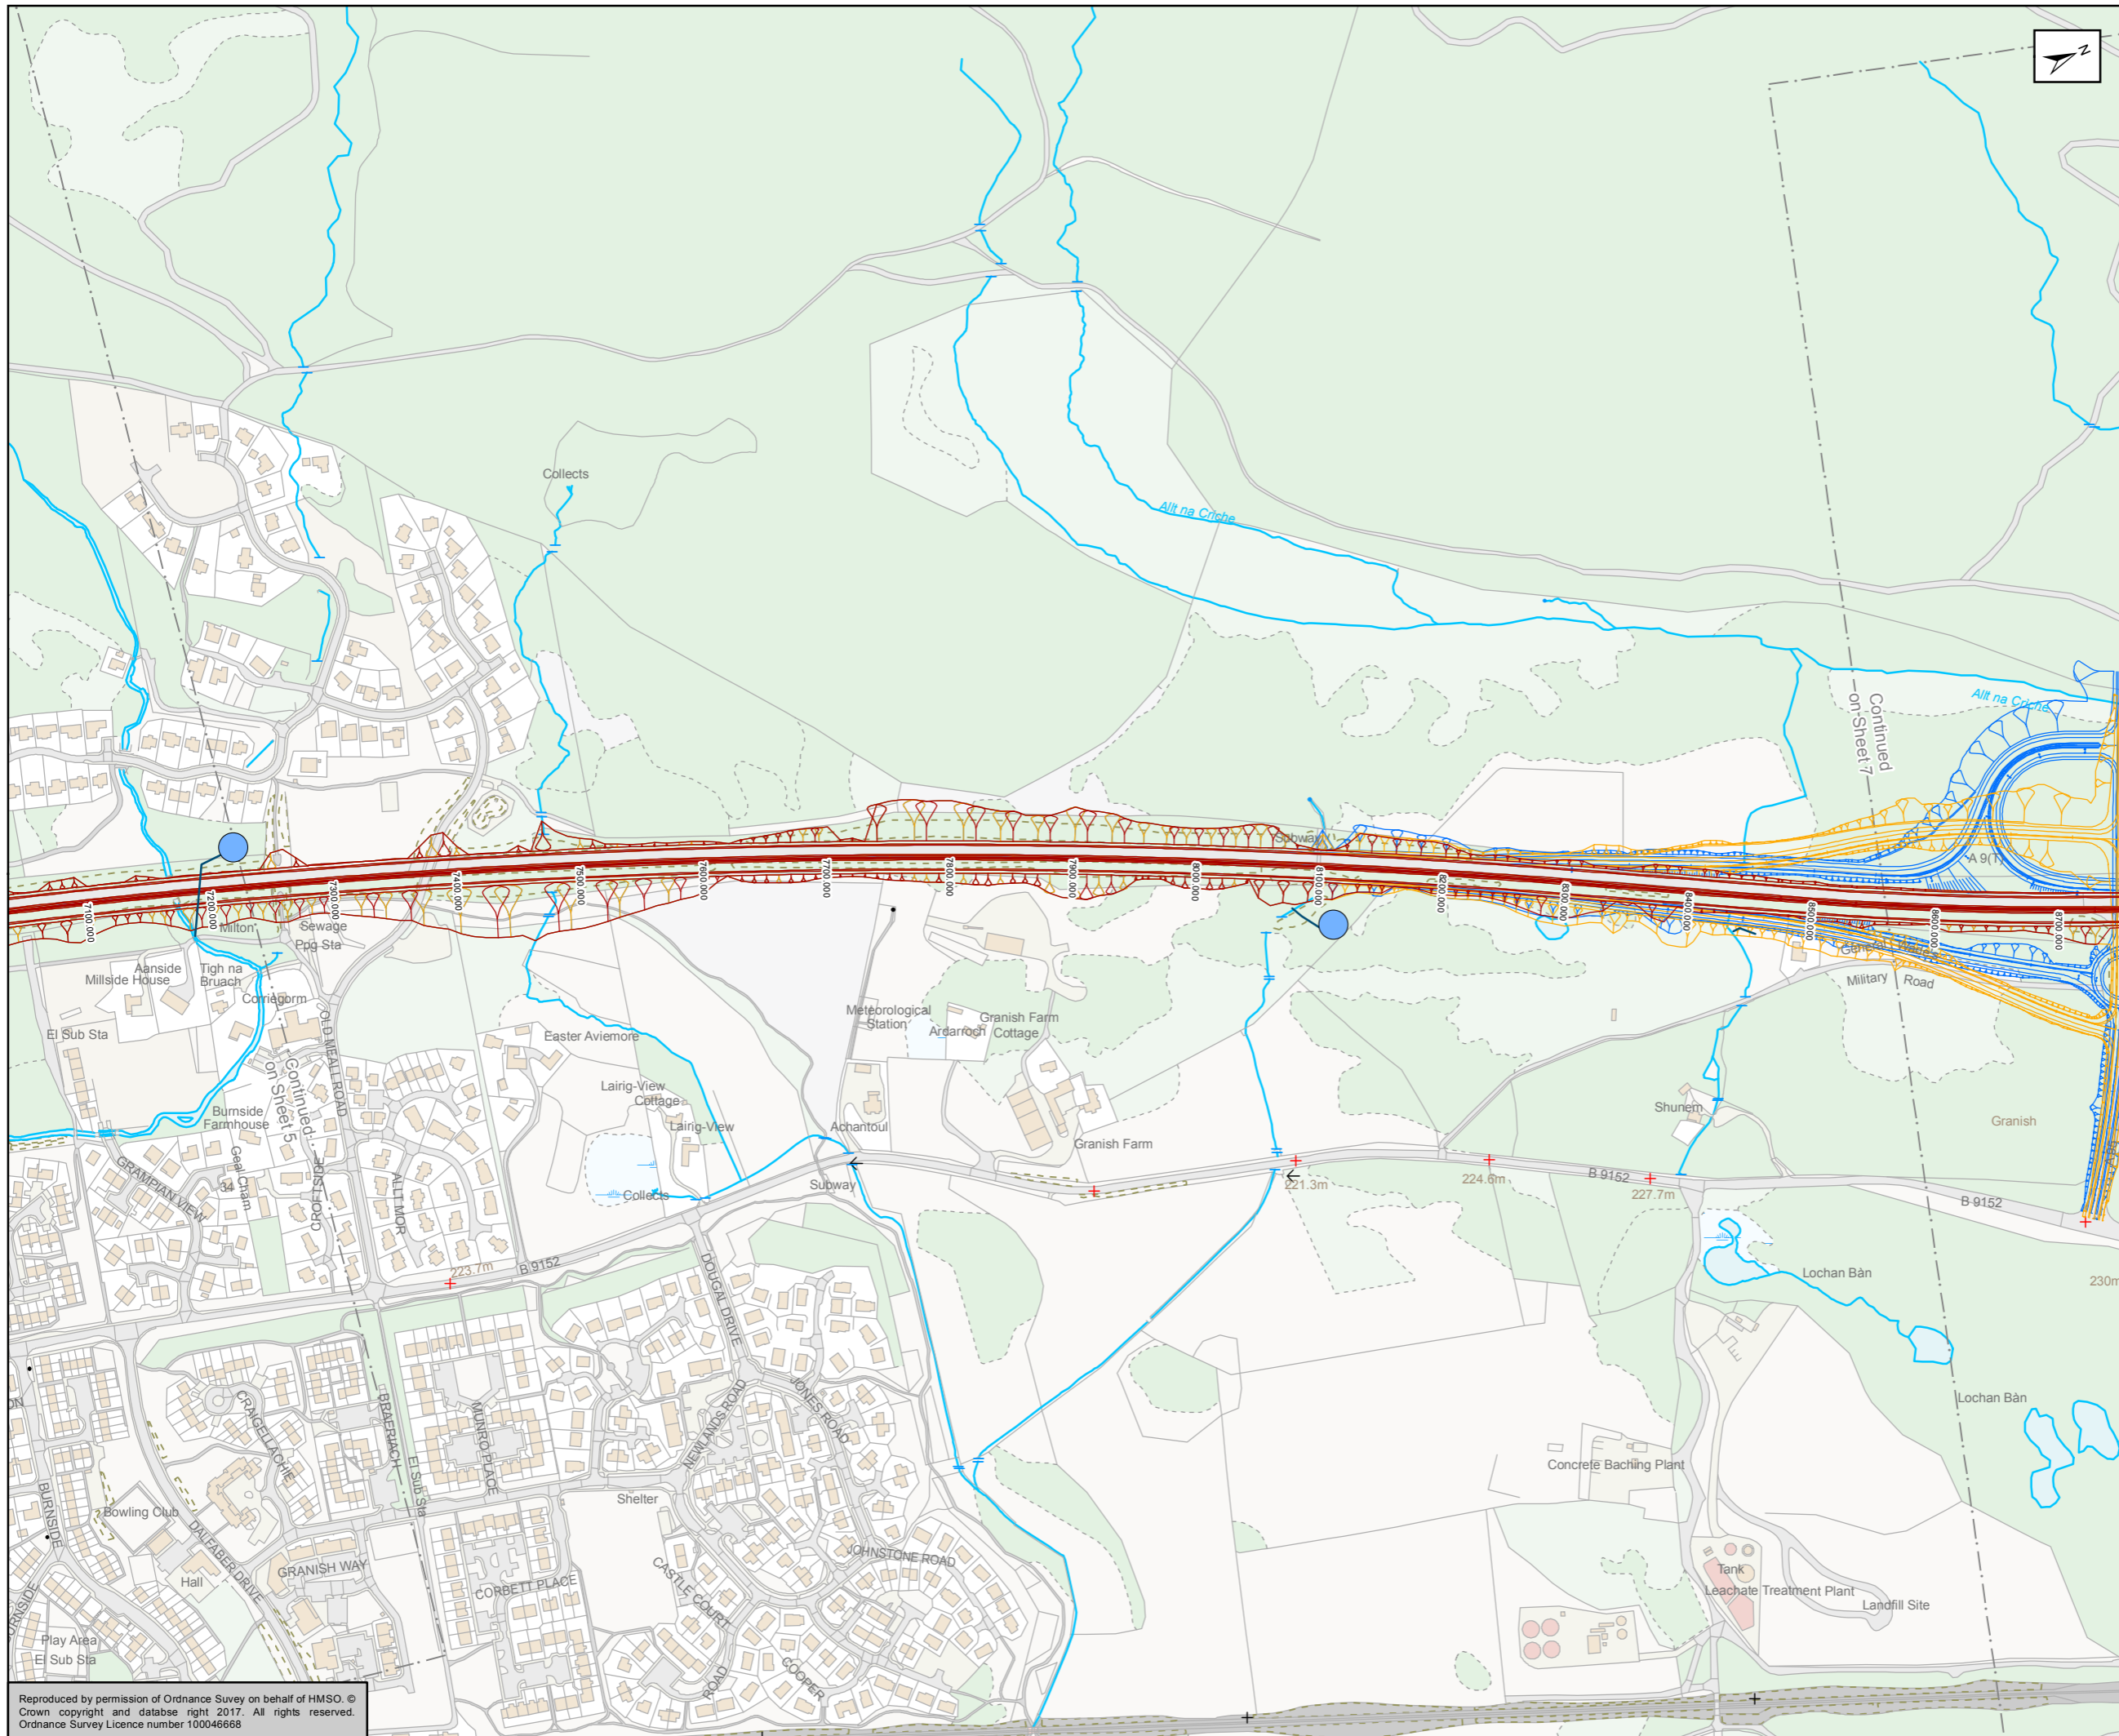 N
Collects
Allt na Criche
Continued
on Sheet 7
Allt na Criche
Subway
A 9(T)
7100.000
7200.000
7300.000
7400.000
7500.000
7600.000
7700.000
7800.000
7900.000
8000.000
8100.000
8200.000
8300.000
8400.000
8500.000
8600.000
8700.000
Milton
Sewage
Ppg Sta
Aanside
Millside House
Tigh na
Bruach
Corriegorm
El Sub Sta
OLD MEALL ROAD
Continued
on Sheet 5
General Wade's
Military Road
Meteorological
Station
Ardarroch
Granish Farm
Cottage
Easter Aviemore
Lairig-View
Cottage
Lairig-View
Achantoul
Granish Farm
Shunem
Granish
Burnside
Farmhouse
GRAMPIAN VIEW
34
Geal Charn
CROFTSIDE
ALLT MOR
Collects
Subway
221.3m
224.6m
B 9152
227.7m
B 9152
223.7m
B 9152
DOUGAL DRIVE
Lochan Bàn
230m
Lochan Bàn
CRAIGELLACHIE
BRAERIACH
El Sub Sta
MUNRO PLACE
NEWLANDS ROAD
JONES ROAD
BURNSIDE
Bowling Club
Shelter
Concrete Baching Plant
DALFABER DRIVE
GRANISH WAY
Hall
CORBETT PLACE
CASTLE COURT
JOHNSTONE ROAD
Tank
Leachate Treatment Plant
Landfill Site
Play Area
El Sub Sta
ROAD
COOPER
Reproduced by permission of Ordnance Suvey on behalf of HMSO. ©
Crown copyright and databse right 2017. All rights reserved.
Ordnance Survey Licence number 100046668